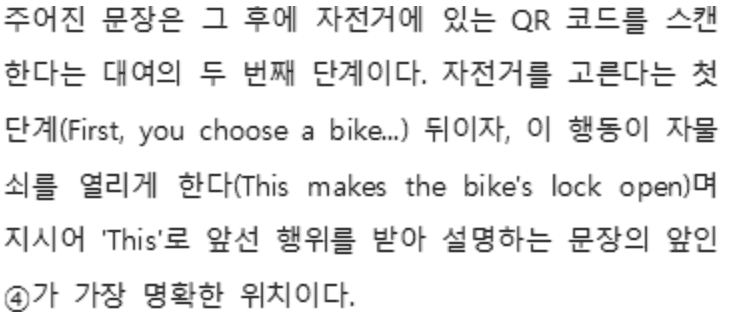 주어진 문장은 그 후에 자전거에 있는 QR 코드를 스캔
한다는 대여의 두 번째 단계이다. 자전거를 고른다는 첫
단계(First, you choose a bike...) 뒤이자, 이 행동이 자물
쇠를 열리게 한다(This makes the bike's lock open)며
지시어 'This'로 앞선 행위를 받아 설명하는 문장의 앞인
④가 가장 명확한 위치이다.